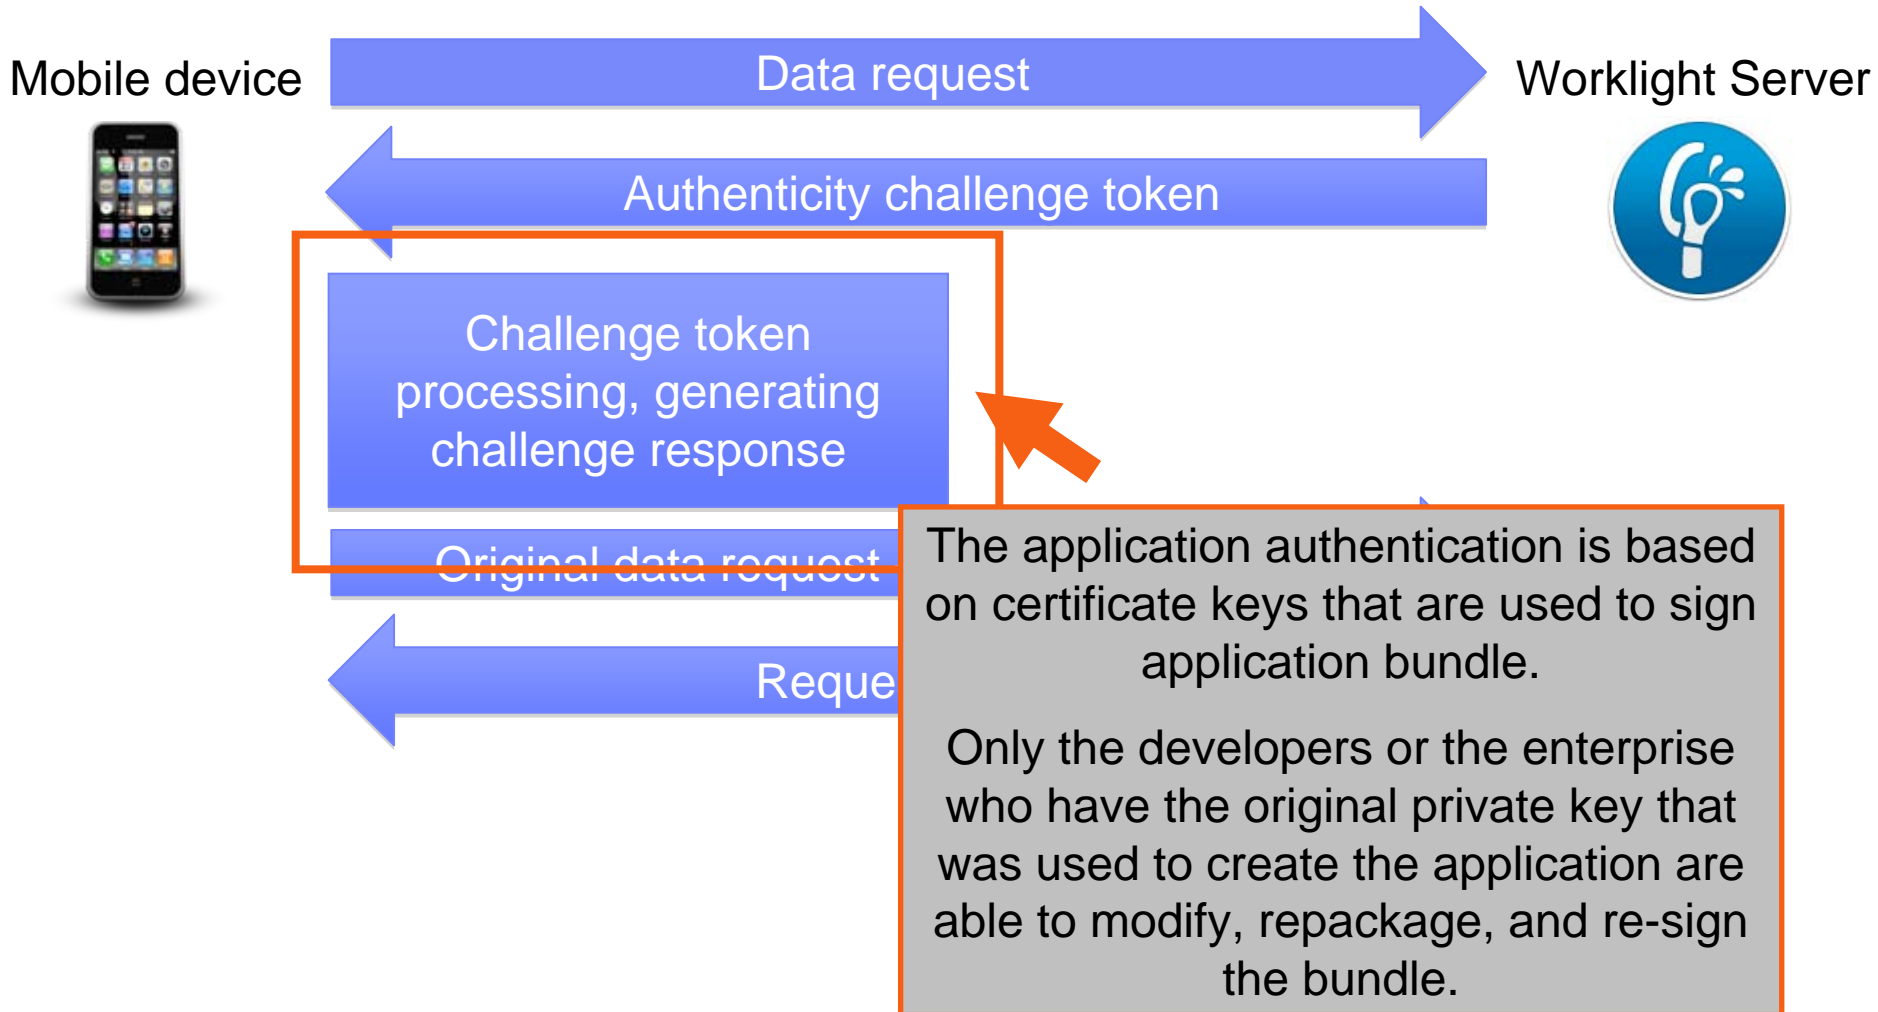 Data request
Mobile device
Worklight Server
Authenticity challenge token
Challenge token
processing, generating
challenge response
Original data request
The application authentication is based
on certificate keys that are used to sign
application bundle.
Only the developers or the enterprise
who have the original private key that
was used to create the application are
able to modify, repackage, and re-sign
the bundle.